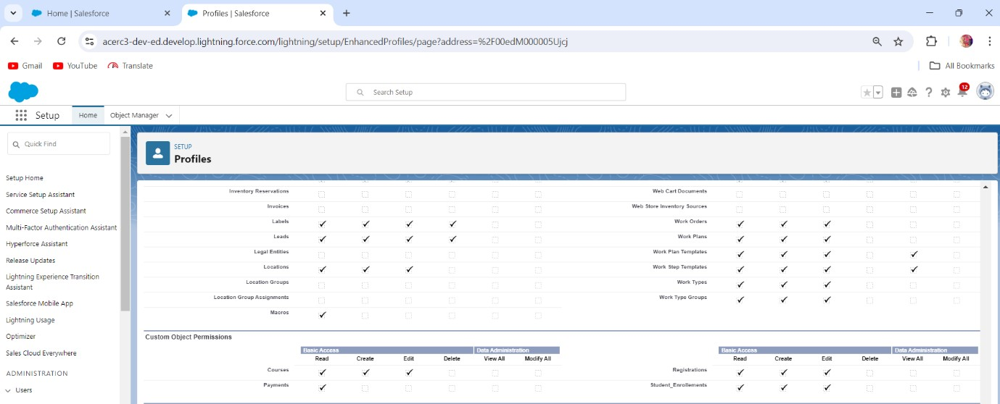 Home | Salesforce
Profiles | Salesforce
acerc3-dev-ed.develop.lightning.force.com/lightning/setup/EnhancedProfiles/page?address=%2F00edM000005Ujcj
Gmail YouTube Translate All Bookmarks
Search Setup
12
Setup Home Object Manager
Quick Find
Setup Home
Service Setup Assistant
Commerce Setup Assistant
Multi-Factor Authentication Assistant
Hyperforce Assistant
Release Updates
Lightning Experience Transition
Assistant
Salesforce Mobile App
Lightning Usage
Optimizer
Sales Cloud Everywhere
ADMINISTRATION
Users
SETUP
Profiles
Inventory Reservations Web Cart Documents
Invoices Web Store Inventory Sources
Labels Work Orders
Leads Work Plans
Legal Entities Work Plan Templates
Locations Work Step Templates
Location Groups Work Types
Location Group Assignments Work Type Groups
Macros
Custom Object Permissions
Basic Access Data Administration Basic Access Data Administration
Read Create Edit Delete View All Modify All Read Create Edit Delete View All Modify All
Courses Registrations
Payments Student_Enrollements